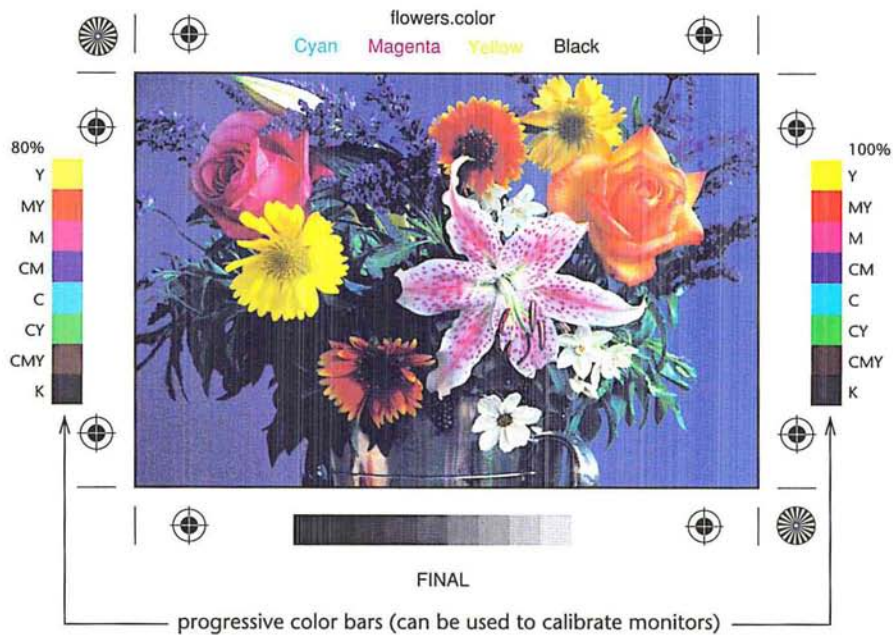 flowers.color
Cyan Magenta Yellow Black
80%
Y
MY
M
CM
C
CY
CMY
K
100%
Y
MY
M
CM
C
CY
CMY
K
FINAL
progressive color bars (can be used to calibrate monitors)